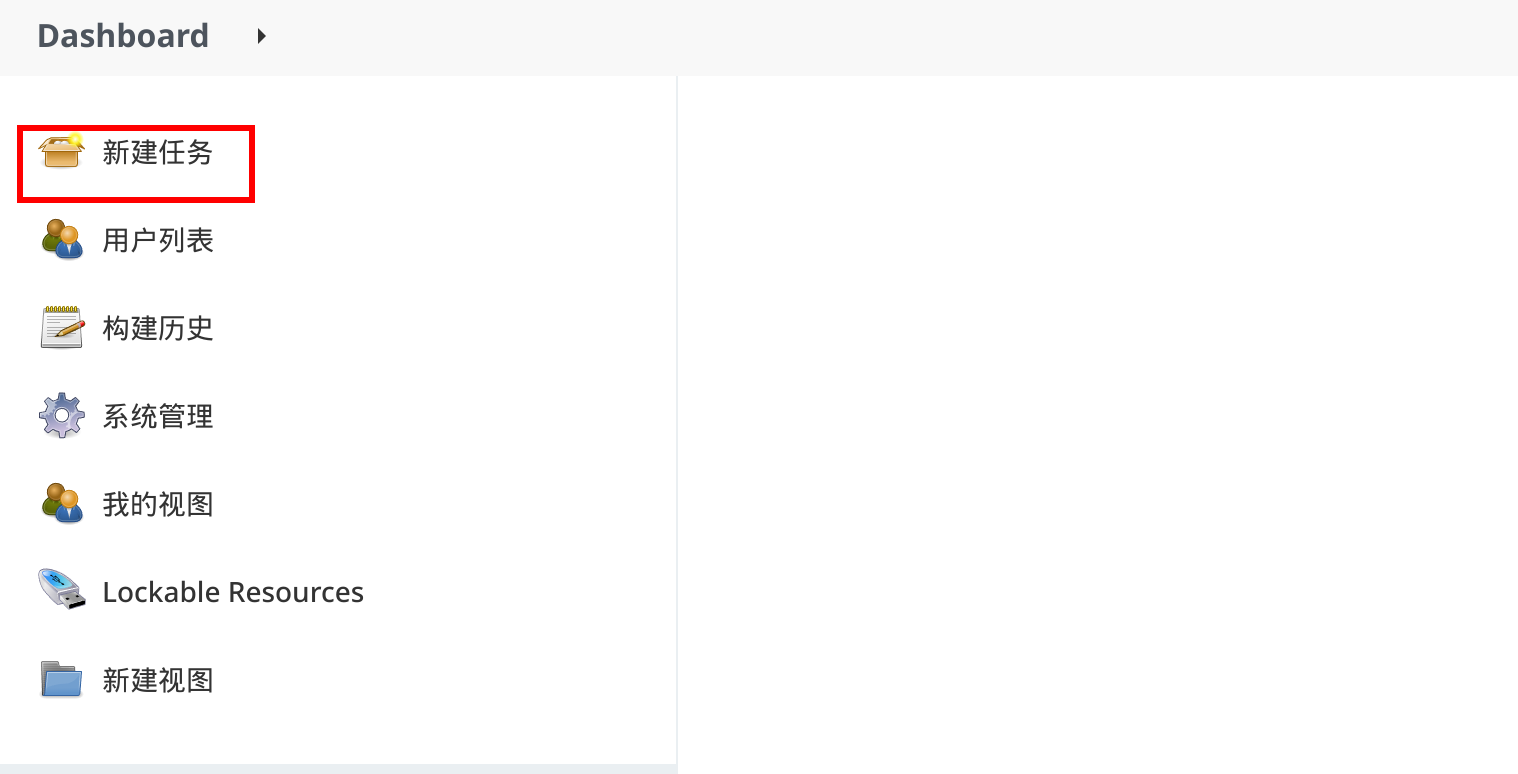 Dashboard
新建任务
用户列表
构建历史
系统管理
我的视图
Lockable Resources
新建视图